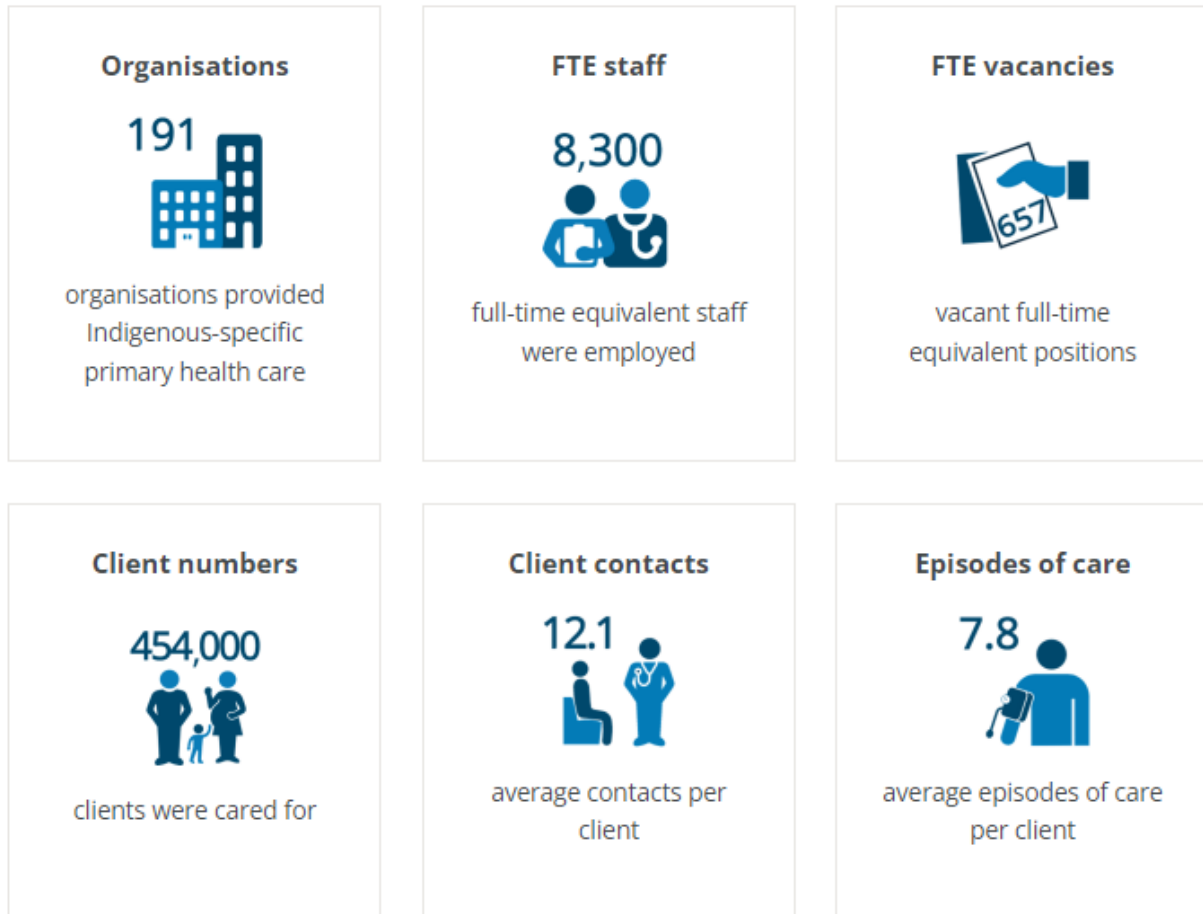 Organisations
191
organisations provided
Indigenous-specific
primary health care
FTE staff
8,300
full-time equivalent staff
were employed
FTE vacancies
657
vacant full-time
equivalent positions
Client numbers
454,000
clients were cared for
Client contacts
12.1
average contacts per
client
Episodes of care
7.8
average episodes of care
per client